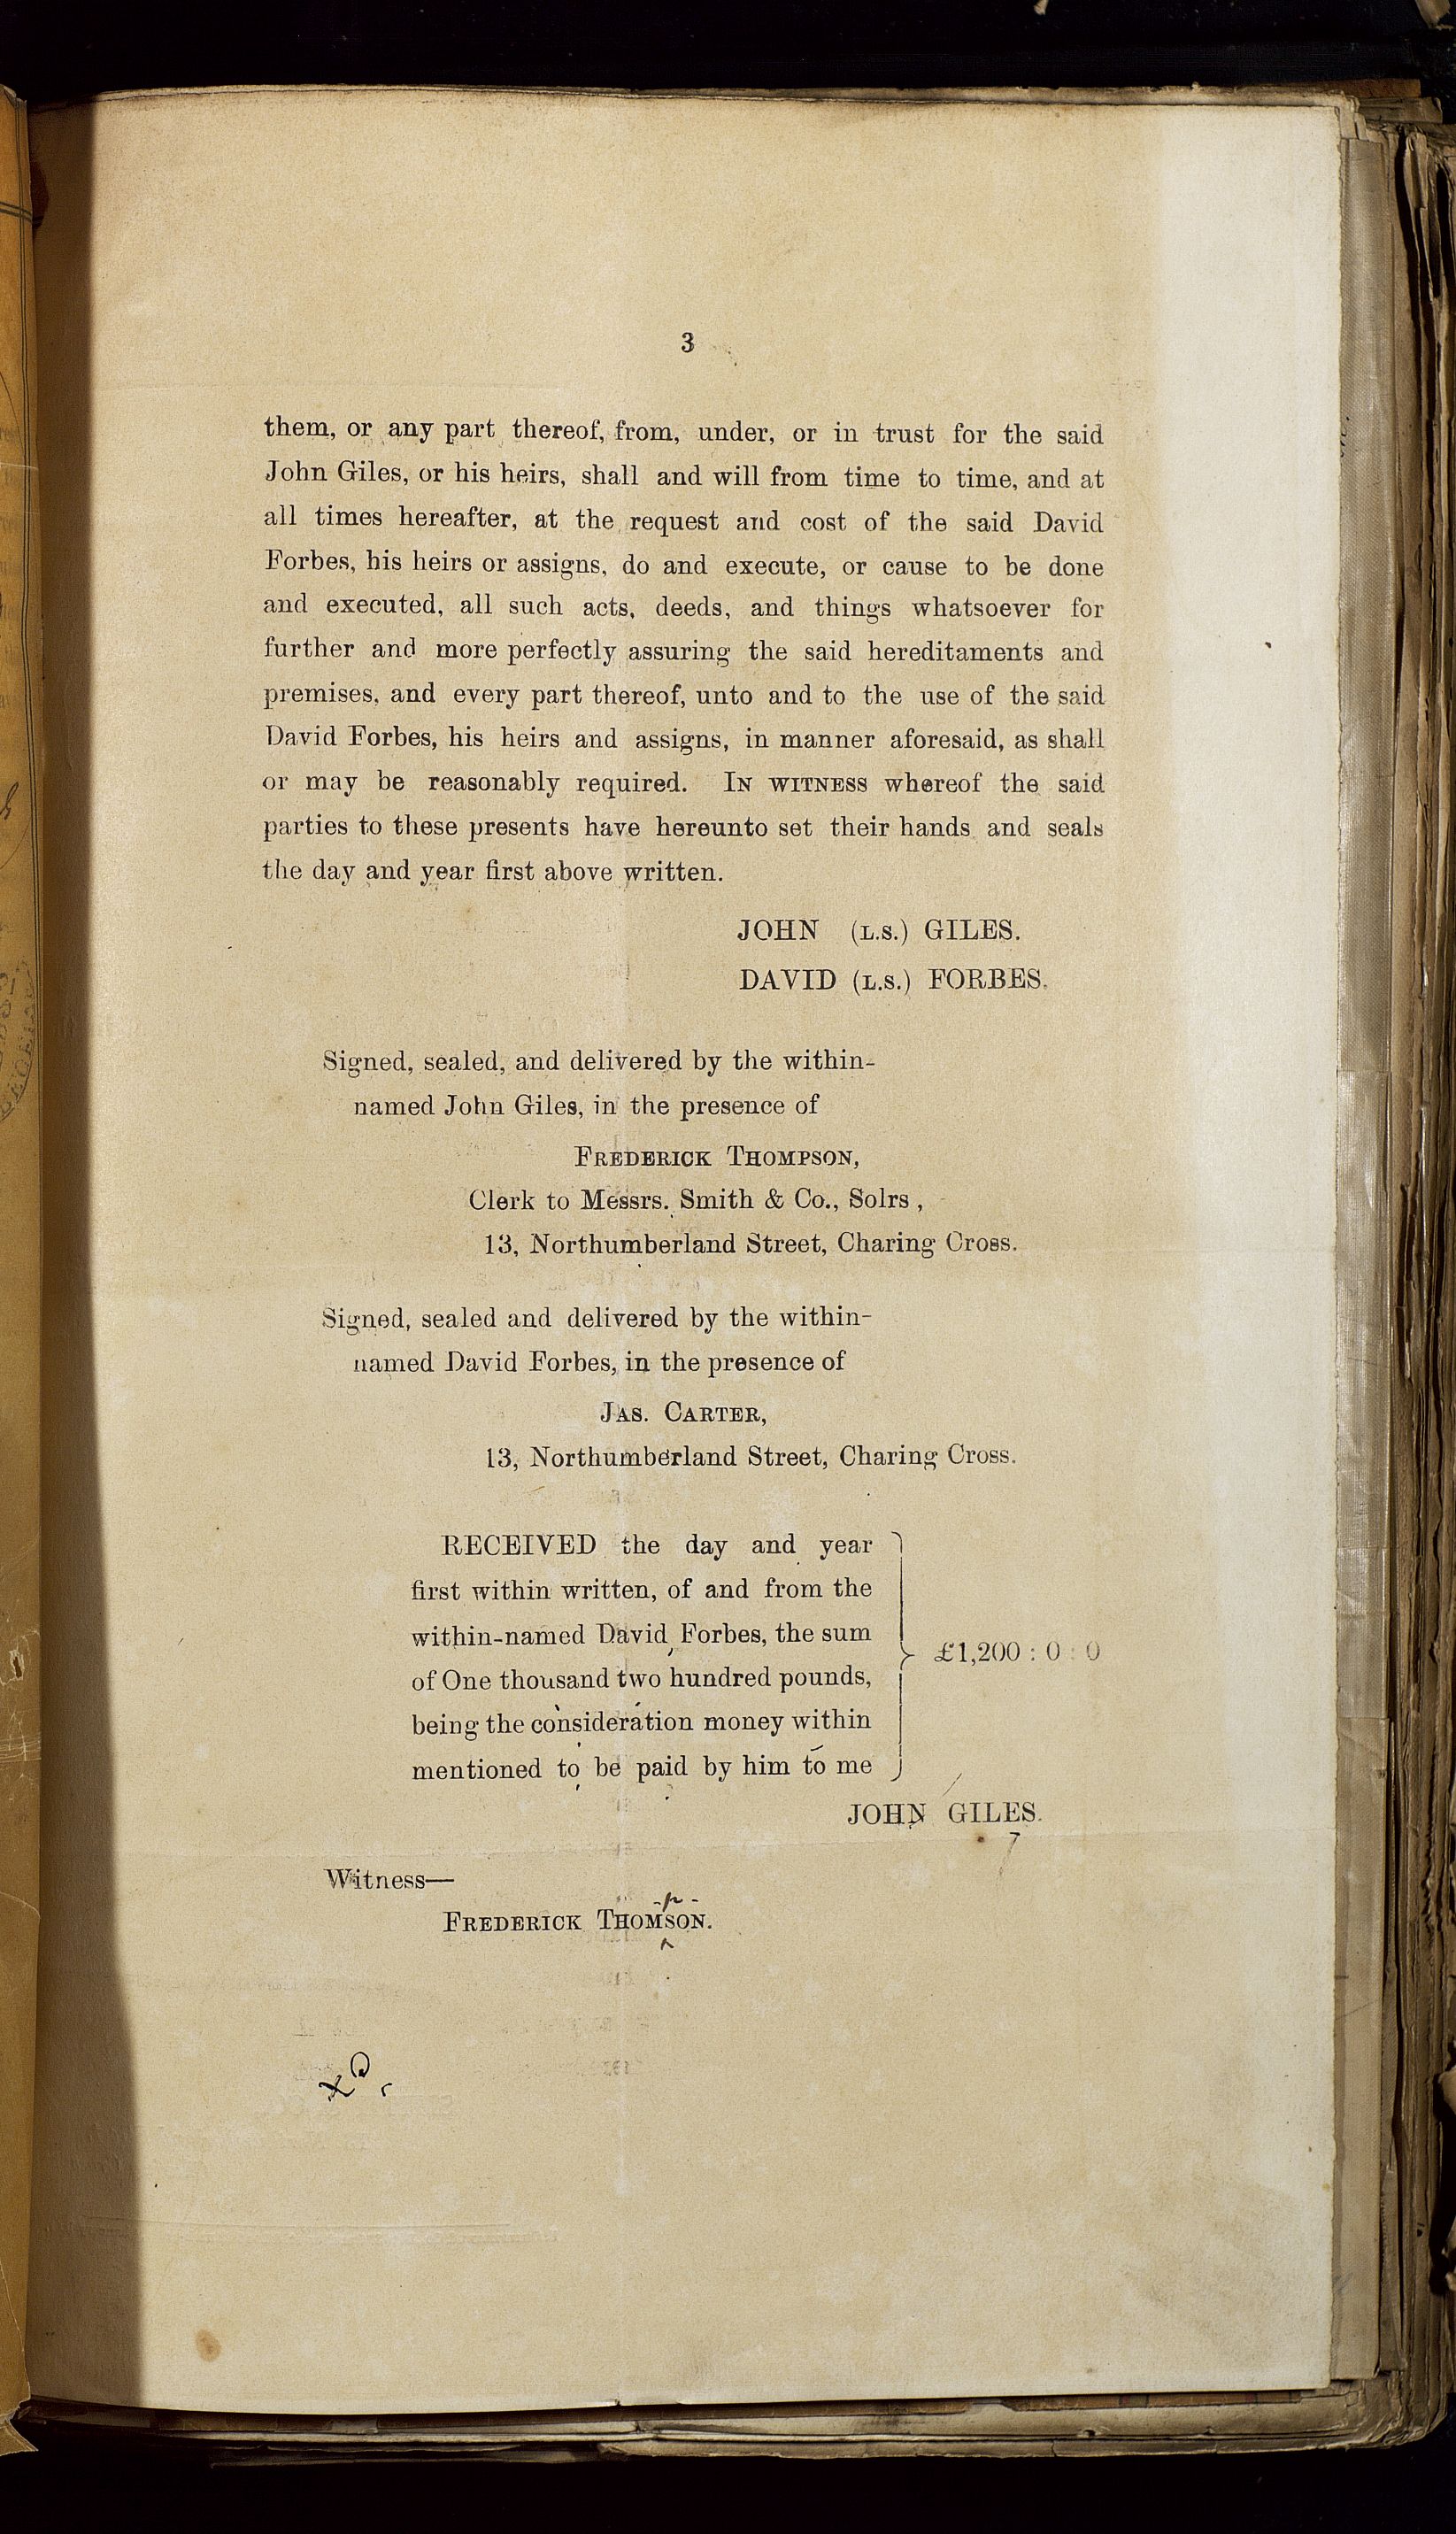 3
them, or any part thereof, from, under, or in trust for the said
John Giles, or his heirs, shall and will from time to time, and at
all times hereafter, at the request and cost of the said David
Forbes, his heirs or assigns, do and execute, or cause to be done
and executed, all such acts, deeds, and things whatsoever for
further and more perfectly assuring the said hereditaments and
premises, and every part thereof, unto and to the use of the said
David Forbes, his heirs and assigns, in manner aforesaid, as shall
or may be reasonably required. IN WITNESS whereof the said
parties to these presents have hereunto set their hands and seals
the day and year first above written.
JOHN (L.S.) GILES.
DAVID (L.S.) FORBES.
Signed, sealed, and delivered by the within-
named John Giles, in the presence of
FREDERICK THOMPSON,
Clerk to Messrs. Smith & Co., Solrs,
13, Northumberland Street, Charing Cross.
Signed, sealed and delivered by the within-
named David Forbes, in the presence of
JAS. CARTER,
13, Northumberland Street, Charing Cross.
RECEIVED the day and year
first within written, of and from the
within-named David Forbes, the sum
of One thousand two hundred pounds,
being the consideration money within
mentioned to be paid by him to me
£1,200 : 0 : 0
JOHN GILES.
Witness—
-p-
FREDERICK THOMSON.